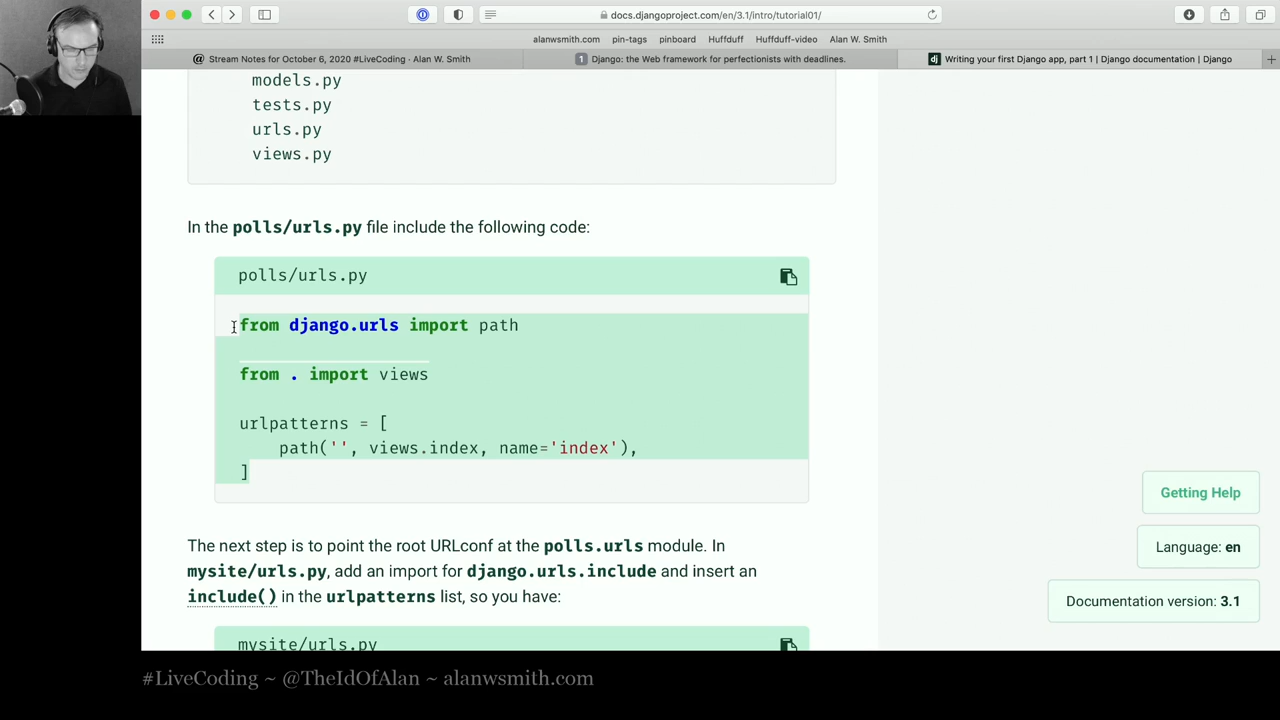 docs.djangoproject.com/en/3.1/intro/tutorial01/
alanwsmith.com pin-tags pinboard Huffduff Huffduff-video Alan W. Smith
@ Stream Notes for October 6, 2020 #LiveCoding - Alan W. Smith
1 Django: the Web framework for perfectionists with deadlines.
dj Writing your first Django app, part 1 | Django documentation | Django
models.py
tests.py
urls.py
views.py
In the polls/urls.py file include the following code:
polls/urls.py
from django.urls import path
from . import views
urlpatterns = [
path('', views.index, name='index'),
]
The next step is to point the root URLconf at the polls.urls module. In
mysite/urls.py, add an import for django.urls.include and insert an
include() in the urlpatterns list, so you have:
mysite/urls.py
Getting Help
Language: en
Documentation version: 3.1
#LiveCoding ~ @TheIdOfAlan ~ alanwsmith.com